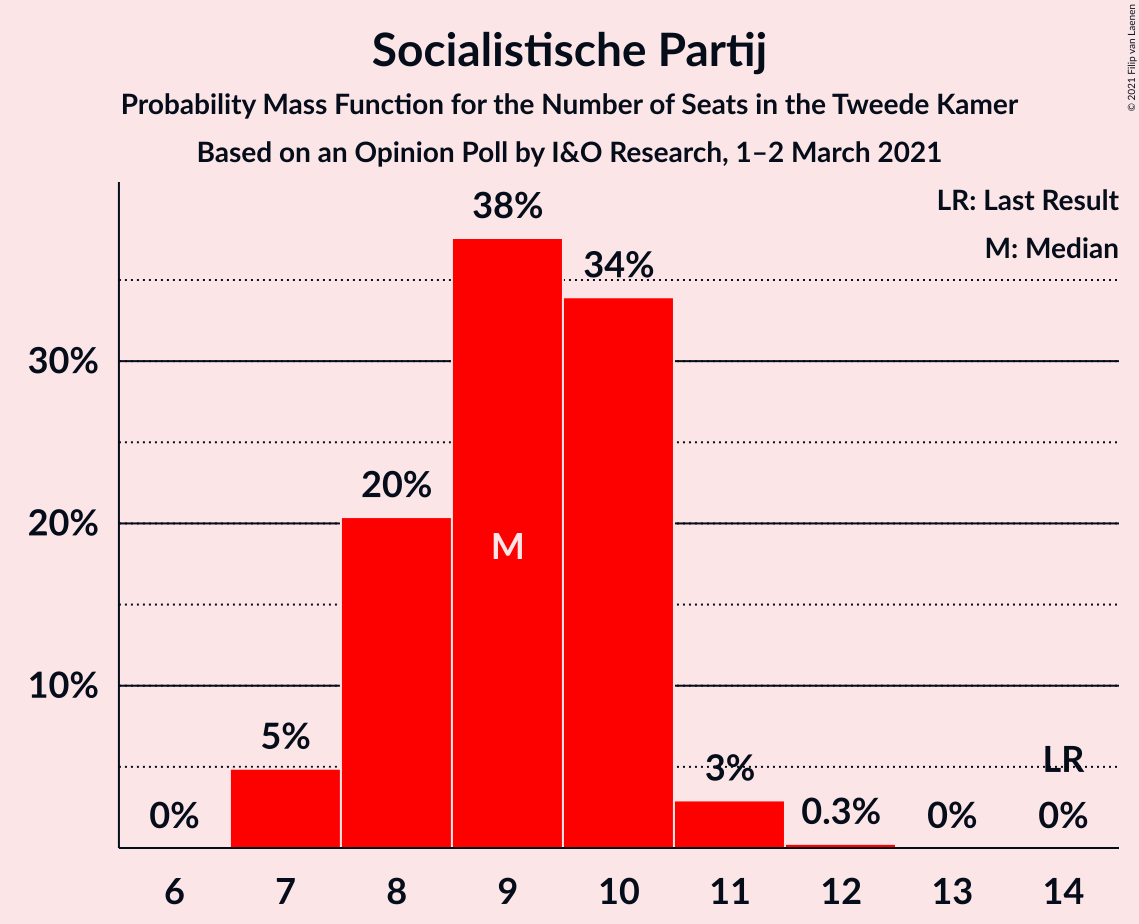 Socialistische Partij
Probability Mass Function for the Number of Seats in the Tweede Kamer
Based on an Opinion Poll by I&O Research, 1–2 March 2021
© 2021 Filip van Laenen
LR: Last Result
M: Median
38%
34%
30%
20%
20%
M
10%
5%
3%
LR
0%
0.3%
0%
0%
6 7 8 9 10 11 12 13 14